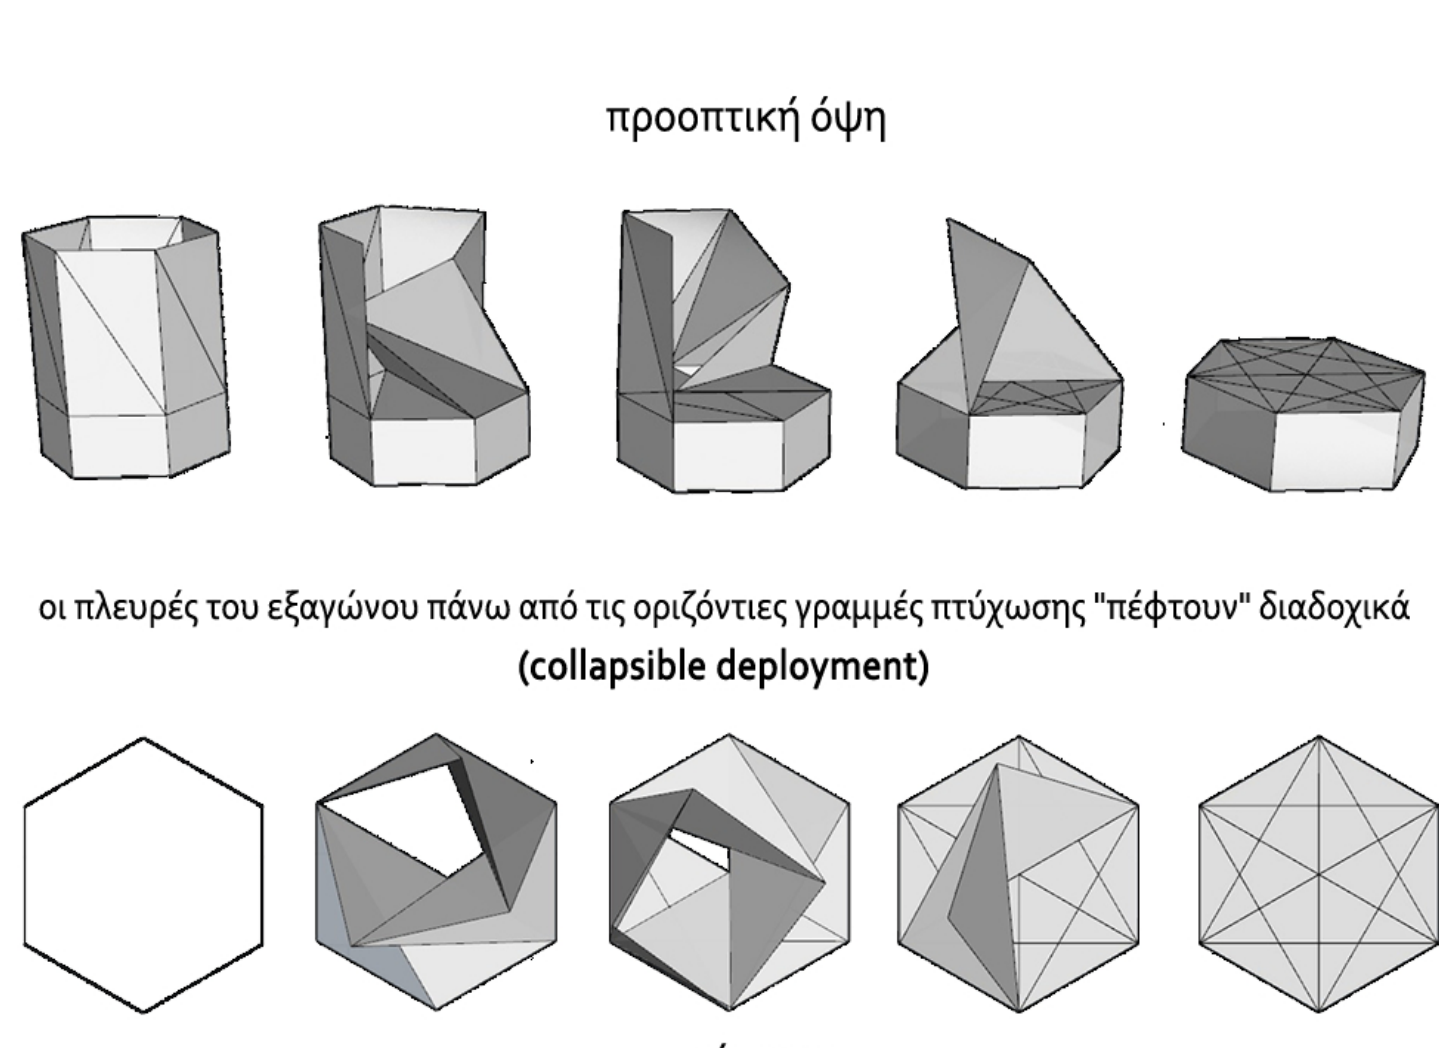 προοπτική όψη
οι πλευρές του εξαγώνου πάνω από τις οριζόντιες γραμμές πτύχωσης "πέφτουν" διαδοχικά
(collapsible deployment)